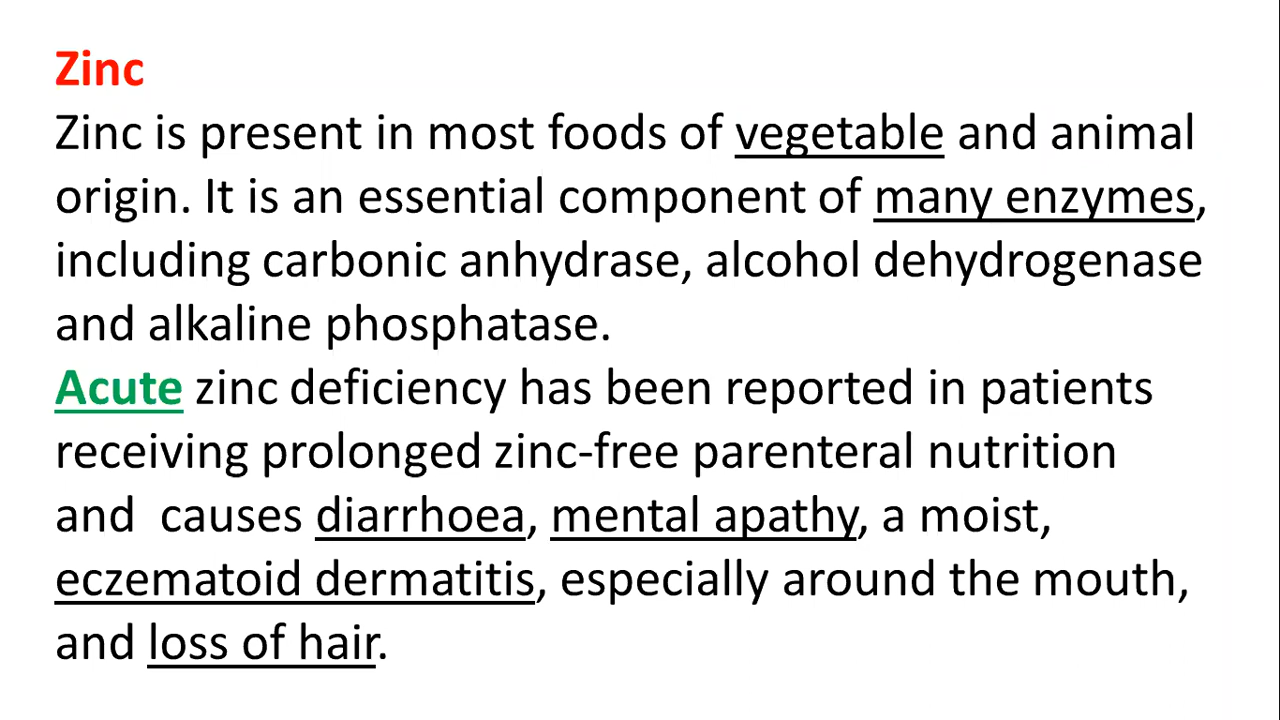 Zinc
Zinc is present in most foods of vegetable and animal
origin. It is an essential component of many enzymes,
including carbonic anhydrase, alcohol dehydrogenase
and alkaline phosphatase.
Acute zinc deficiency has been reported in patients
receiving prolonged zinc-free parenteral nutrition
and  causes diarrhoea, mental apathy, a moist,
eczematoid dermatitis, especially around the mouth,
and loss of hair.